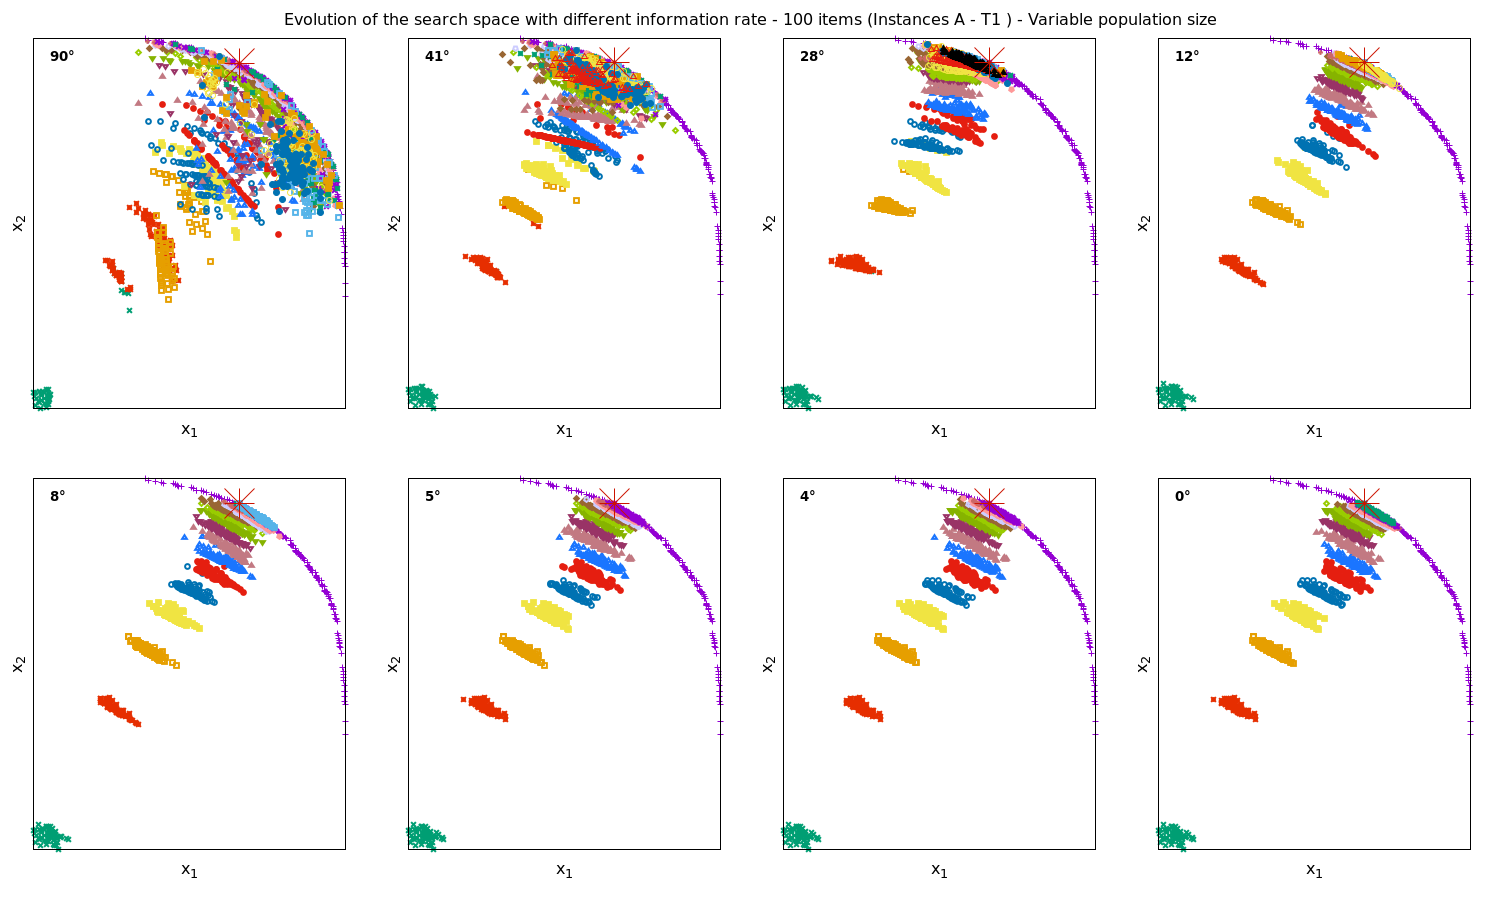 Evolution of the search space with different information rate - 100 items (Instances A - T1 ) - Variable population size
90°
41°
28°
12°
x₂
x₂
x₂
x₂
x₁
x₁
x₁
x₁
8°
5°
4°
0°
x₂
x₂
x₂
x₂
x₁
x₁
x₁
x₁